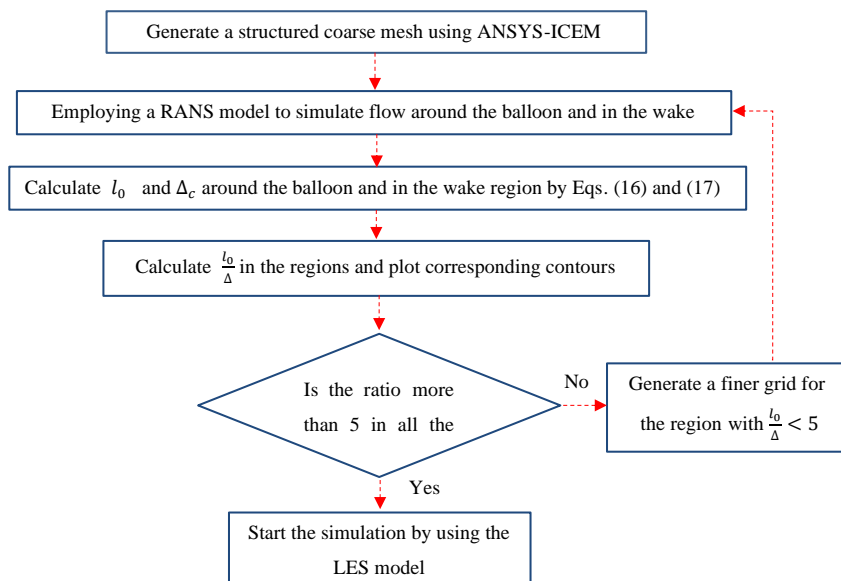 Generate a structured coarse mesh using ANSYS-ICEM
Employing a RANS model to simulate flow around the balloon and in the wake
Calculate l₀ and Δ_c around the balloon and in the wake region by Eqs. (16) and (17)
Calculate l₀/Δ in the regions and plot corresponding contours
Is the ratio more
than 5 in all the
No
Generate a finer grid for
the region with l₀/Δ < 5
Yes
Start the simulation by using the
LES model